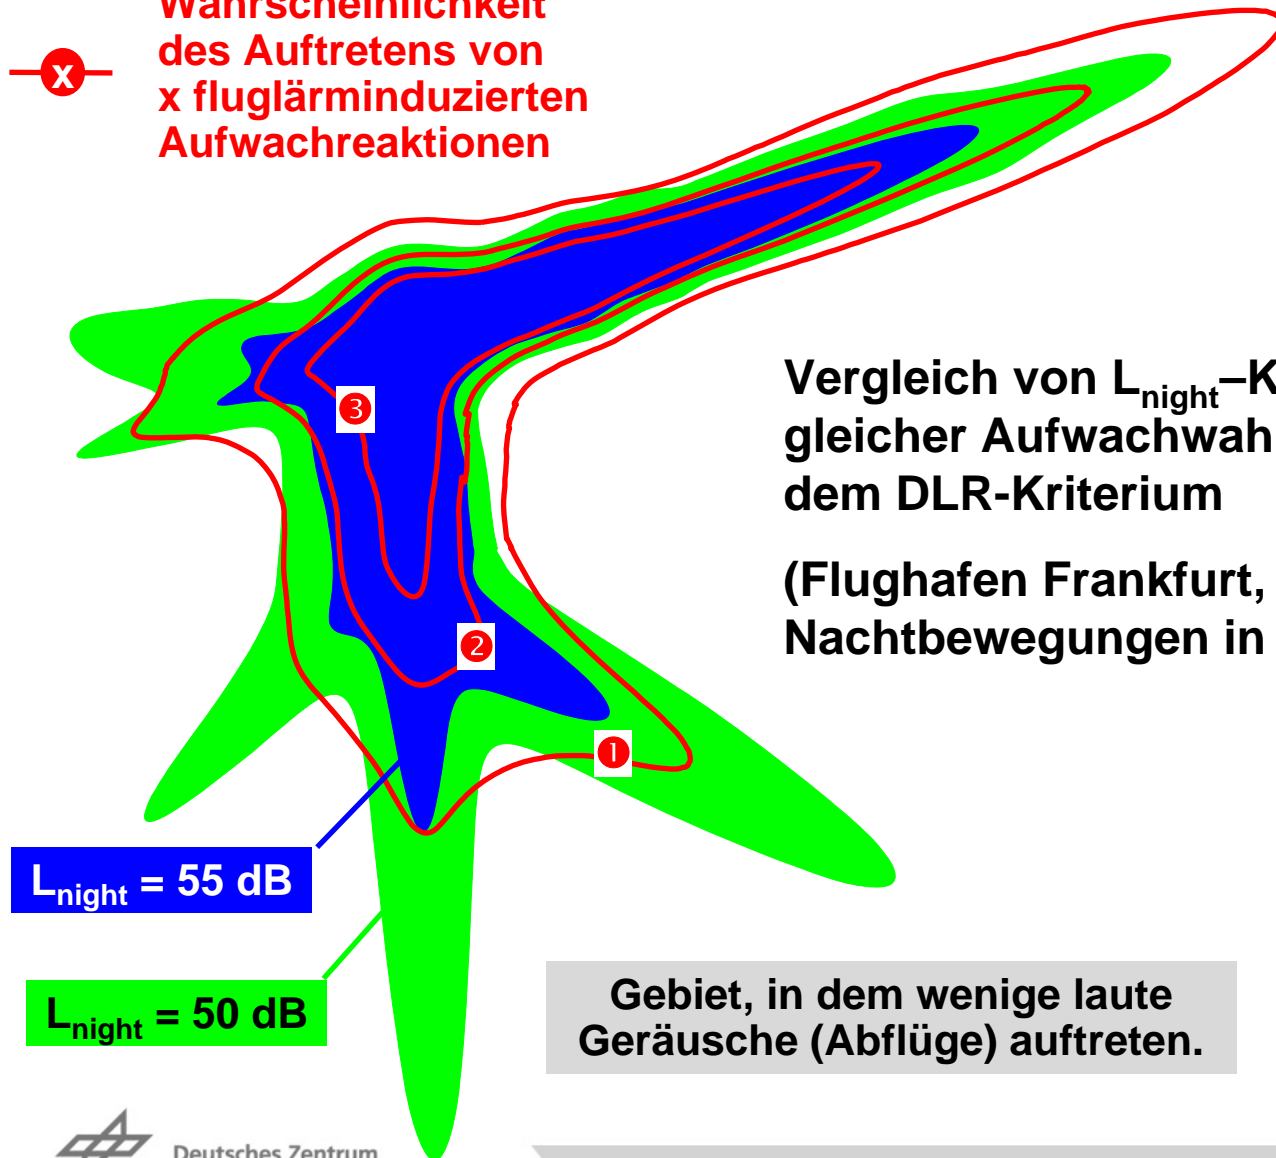 Wahrscheinlichkeit
des Auftretens von
x fluglärminduzierten
Aufwachreaktionen
x
Vergleich von Lnight–K
gleicher Aufwachwah
dem DLR-Kriterium
(Flughafen Frankfurt,
Nachtbewegungen in
3
2
1
Lnight = 55 dB
Lnight = 50 dB
Gebiet, in dem wenige laute
Geräusche (Abflüge) auftreten.
Deutsches Zentrum